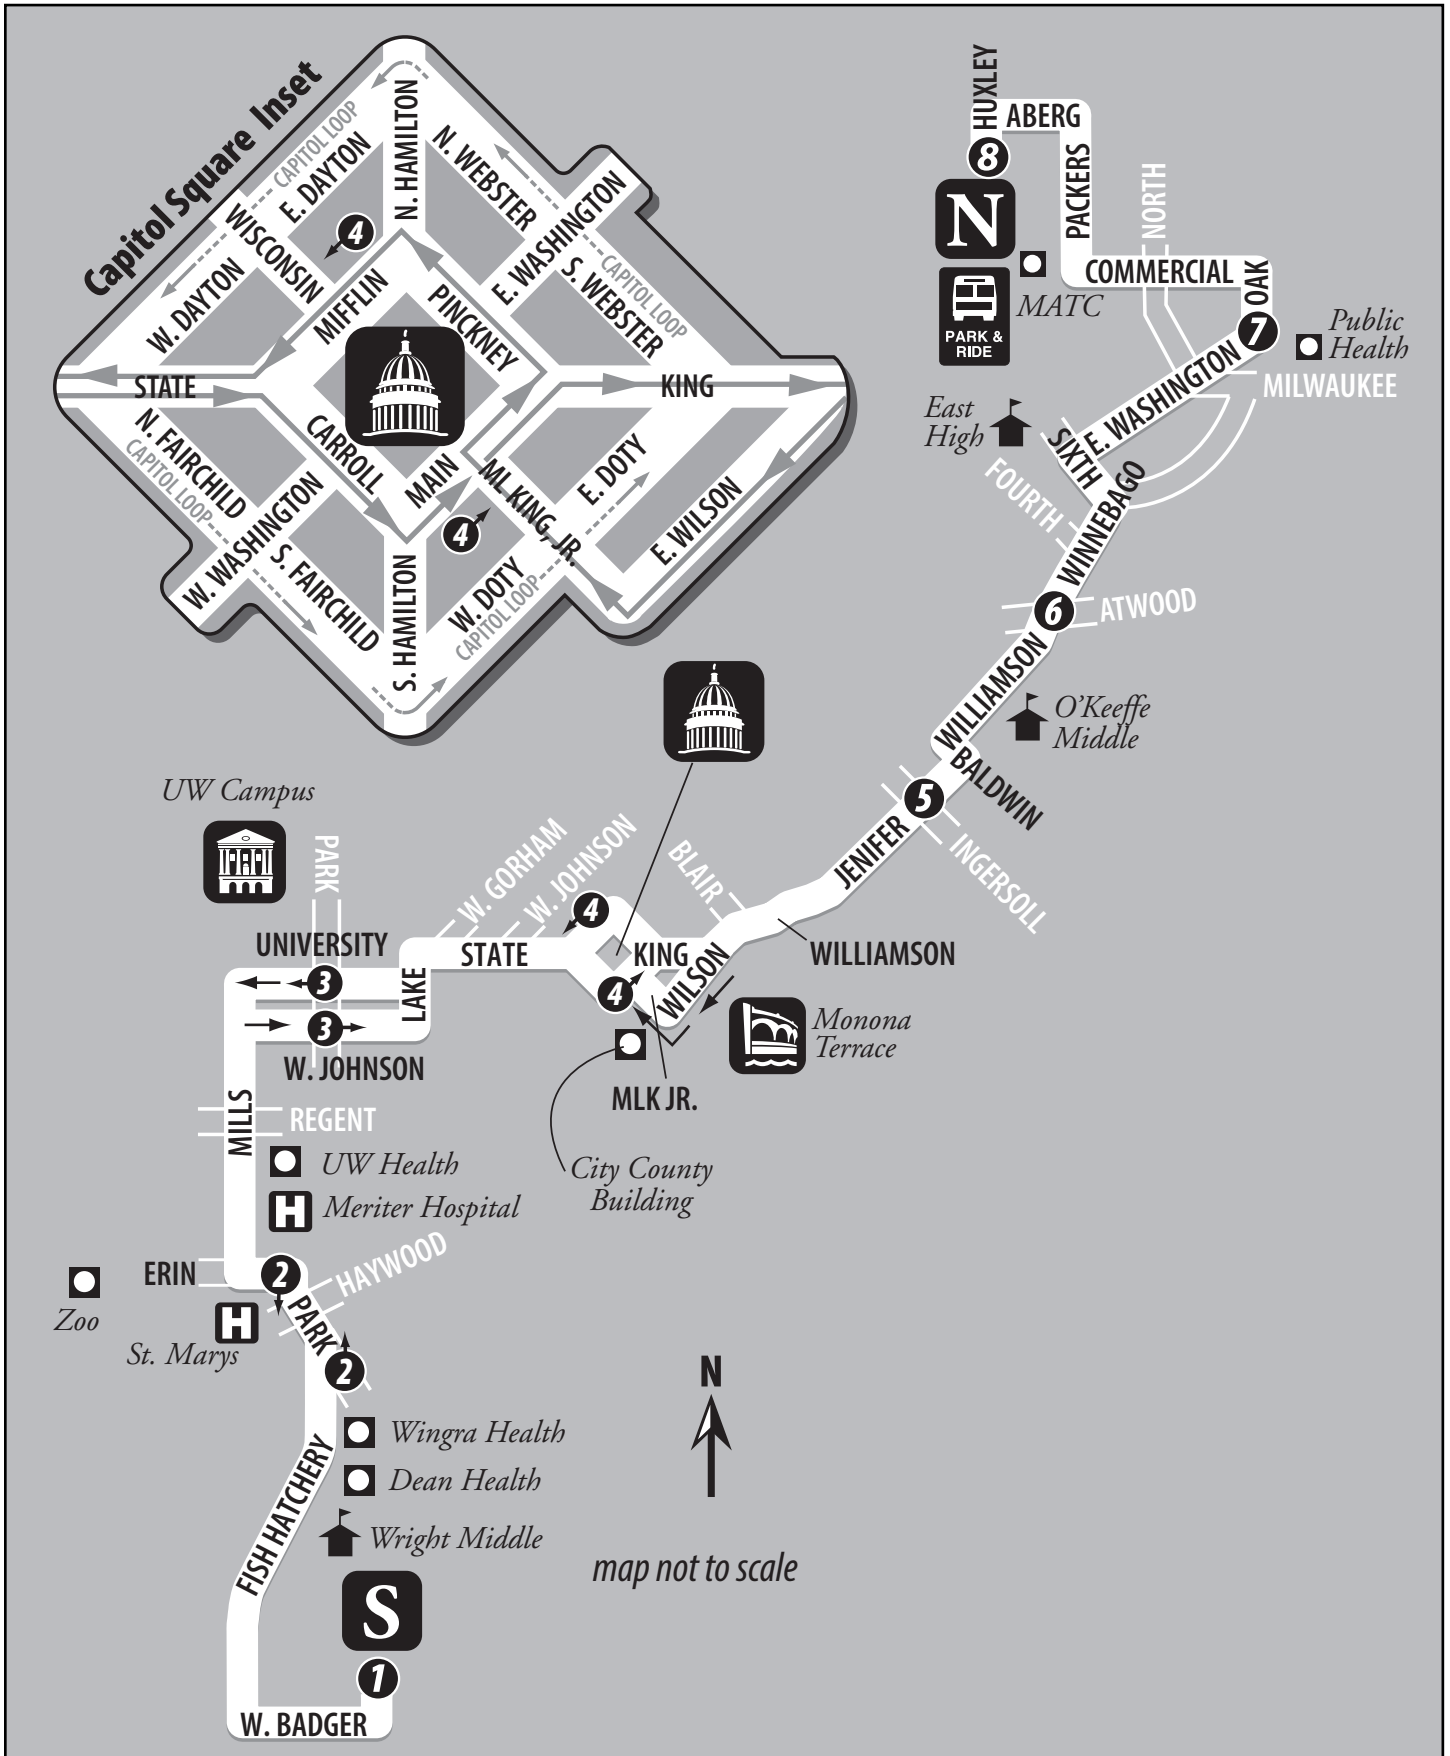 Capitol Square Inset
CAPITOL LOOP
E. DAYTON
N. HAMILTON
N. WEBSTER
E. WASHINGTON
WISCONSIN
4
W. DAYTON
MIFFLIN
PINCKNEY
S. WEBSTER
CAPITOL LOOP
STATE
KING
N. FAIRCHILD
CAPITOL LOOP
CARROLL
MAIN
ML KING, JR.
E. DOTY
4
W. WASHINGTON
S. FAIRCHILD
S. HAMILTON
W. DOTY
CAPITOL LOOP
E. WILSON
HUXLEY
ABERG
8
N
PACKERS
NORTH
MATC
PARK &
RIDE
COMMERCIAL
OAK
7
Public
Health
E. WASHINGTON
MILWAUKEE
East
High
SIXTH
FOURTH
WINNEBAGO
6
ATWOOD
WILLIAMSON
O'Keeffe
Middle
BALDWIN
5
INGERSOLL
JENIFER
BLAIR
WILLIAMSON
UW Campus
PARK
W. GORHAM
W. JOHNSON
4
UNIVERSITY
STATE
KING
3
LAKE
4
WILSON
3
W. JOHNSON
Monona
Terrace
MLK JR.
MILLS
REGENT
UW Health
City County
Building
H
Meriter Hospital
ERIN
2
HAYWOOD
Zoo
H
PARK
St. Marys
2
N
Wingra Health
Dean Health
FISH HATCHERY
Wright Middle
map not to scale
S
1
W. BADGER